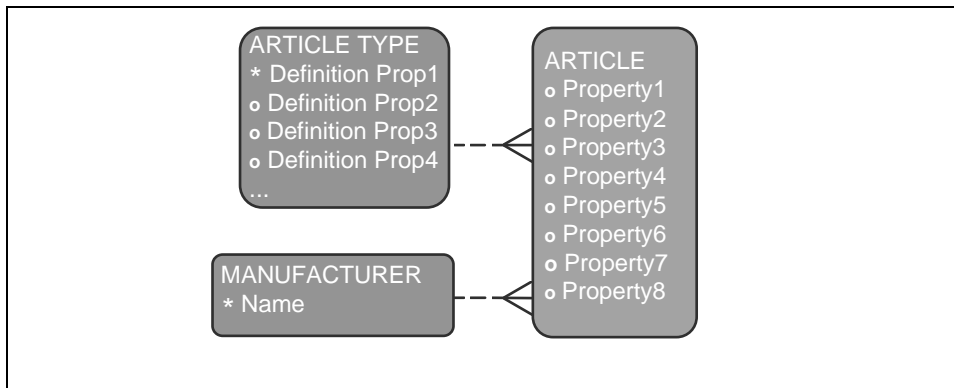 ARTICLE TYPE
* Definition Prop1
o Definition Prop2
o Definition Prop3
o Definition Prop4
...
MANUFACTURER
* Name
ARTICLE
o Property1
o Property2
o Property3
o Property4
o Property5
o Property6
o Property7
o Property8